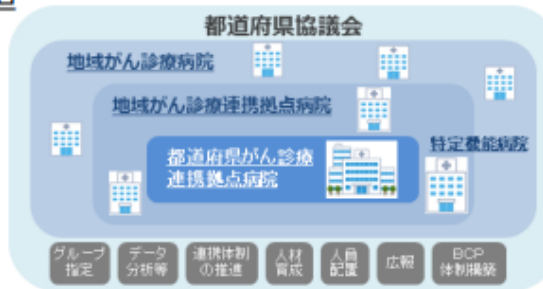 都道府県協議会
地域がん診療病院
地域がん診療連携拠点病院
特定機能病院
都道府県がん診療
連携拠点病院
グループ
指定
データ
分析等
連携体制
の推進
人材
育成
人員
配置
広報
BCP
体制構築